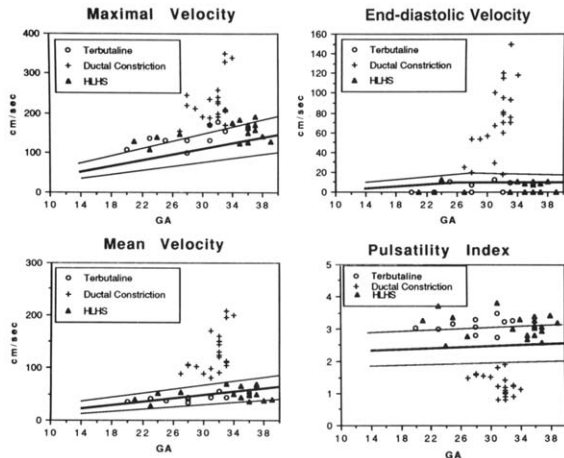 Maximal Velocity
400
300
200
100
0
cm/sec
Terbutaline
Ductal Constriction
HLHS
10 14 18 22 26 30 34 38
GA
End-diastolic Velocity
160
140
120
100
80
60
40
20
0
cm/sec
Terbutaline
Ductal Constriction
HLHS
10 14 18 22 26 30 34 38
GA
Mean Velocity
300
200
100
0
cm/sec
Terbutaline
Ductal Constriction
HLHS
10 14 18 22 26 30 34 38
GA
Pulsatility Index
5
4
3
2
1
0
Terbutaline
Ductal Constriction
HLHS
10 14 18 22 26 30 34 38
GA